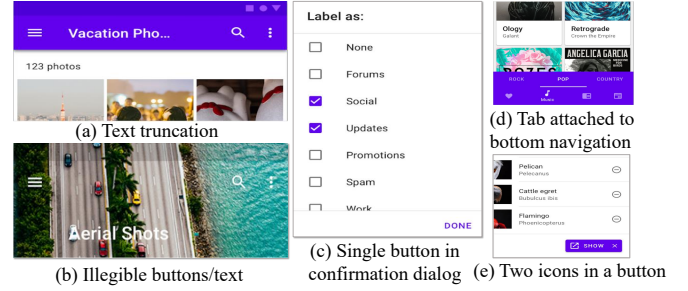 Vacation Pho...
123 photos
(a) Text truncation
Aerial Shots
(b) Illegible buttons/text
Label as:
None
Forums
Social
Updates
Promotions
Spam
Work
DONE
(c) Single button in
confirmation dialog
Ology
Galant
Retrograde
Crown the Empire
ANGELICA GARCIA
ROCK
POP
COUNTRY
Music
(d) Tab attached to
bottom navigation
Pelican
Pelecanus
Cattle egret
Bubulcus ibis
Flamingo
Phoenicopterus
SHOW
(e) Two icons in a button